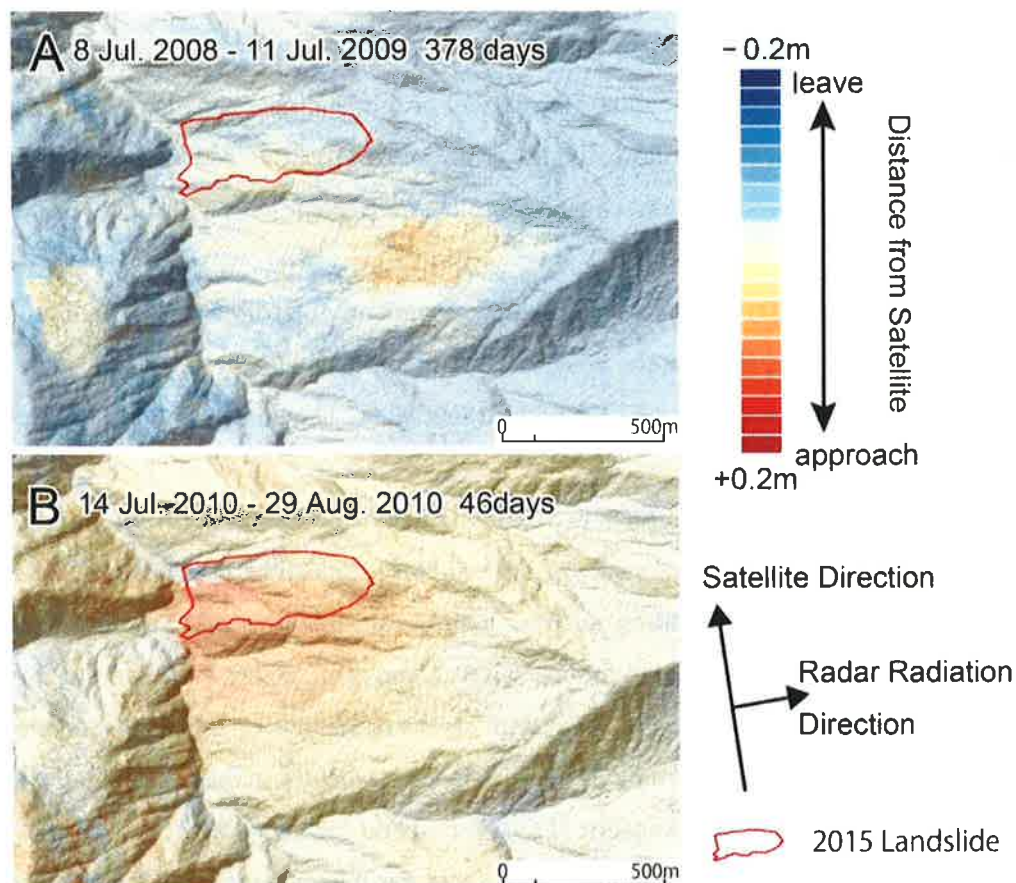 A 8 Jul. 2008 - 11 Jul. 2009 378 days
0 500m
B 14 Jul. 2010 - 29 Aug. 2010 46days
0 500m
- 0.2m
leave
Distance from Satellite
approach
+0.2m
Satellite Direction
Radar Radiation
Direction
2015 Landslide